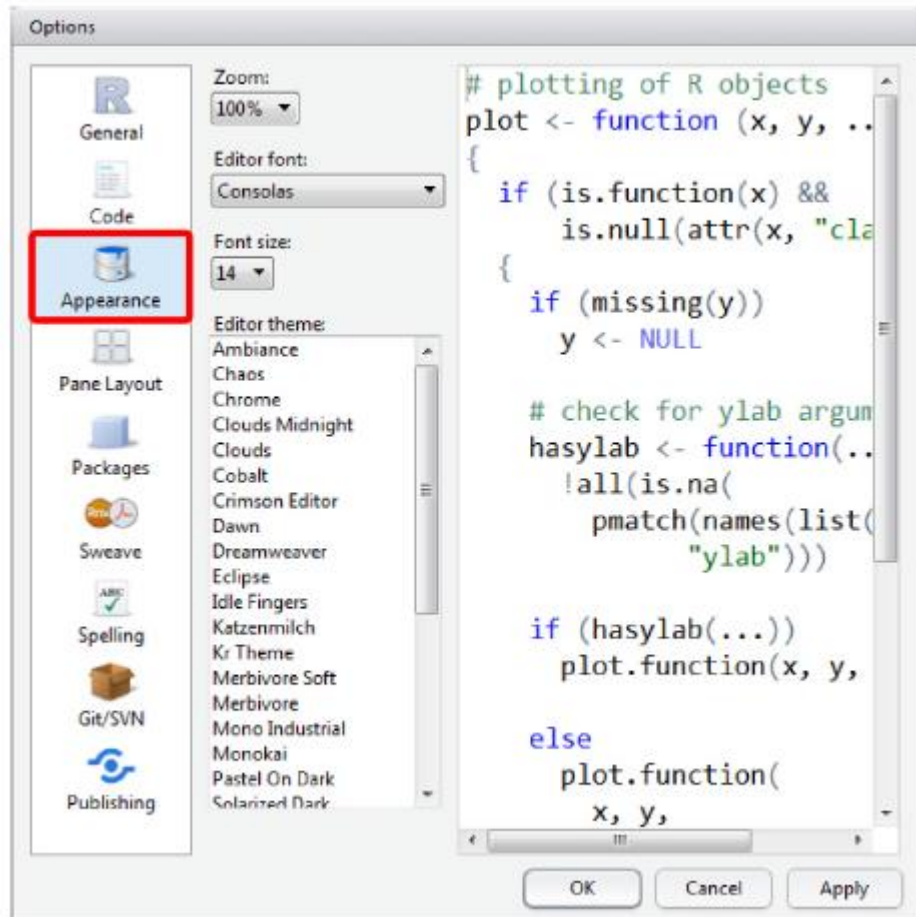 Options
General
Code
Appearance
Pane Layout
Packages
Sweave
Spelling
Git/SVN
Publishing
Zoom:
100%
Editor font:
Consolas
Font size:
14
Editor theme:
Ambiance
Chaos
Chrome
Clouds Midnight
Clouds
Cobalt
Crimson Editor
Dawn
Dreamweaver
Eclipse
Idle Fingers
Katzenmilch
Kr Theme
Merbivore Soft
Merbivore
Mono Industrial
Monokai
Pastel On Dark
Solarized Dark
# plotting of R objects
plot <- function (x, y, ..
{
if (is.function(x) &&
is.null(attr(x, "cla
{
if (missing(y))
y <- NULL
# check for ylab argum
hasylab <- function(..
!all(is.na(
pmatch(names(list(
"ylab")))
if (hasylab(...))
plot.function(x, y,
else
plot.function(
x, y,
OK
Cancel
Apply